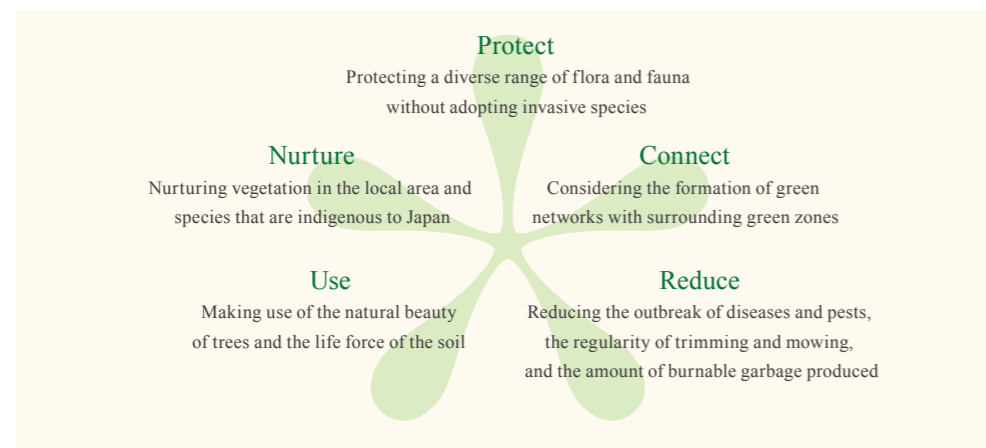 Protect
Protecting a diverse range of flora and fauna
without adopting invasive species
Nurture
Nurturing vegetation in the local area and
species that are indigenous to Japan
Connect
Considering the formation of green
networks with surrounding green zones
Use
Making use of the natural beauty
of trees and the life force of the soil
Reduce
Reducing the outbreak of diseases and pests,
the regularity of trimming and mowing,
and the amount of burnable garbage produced